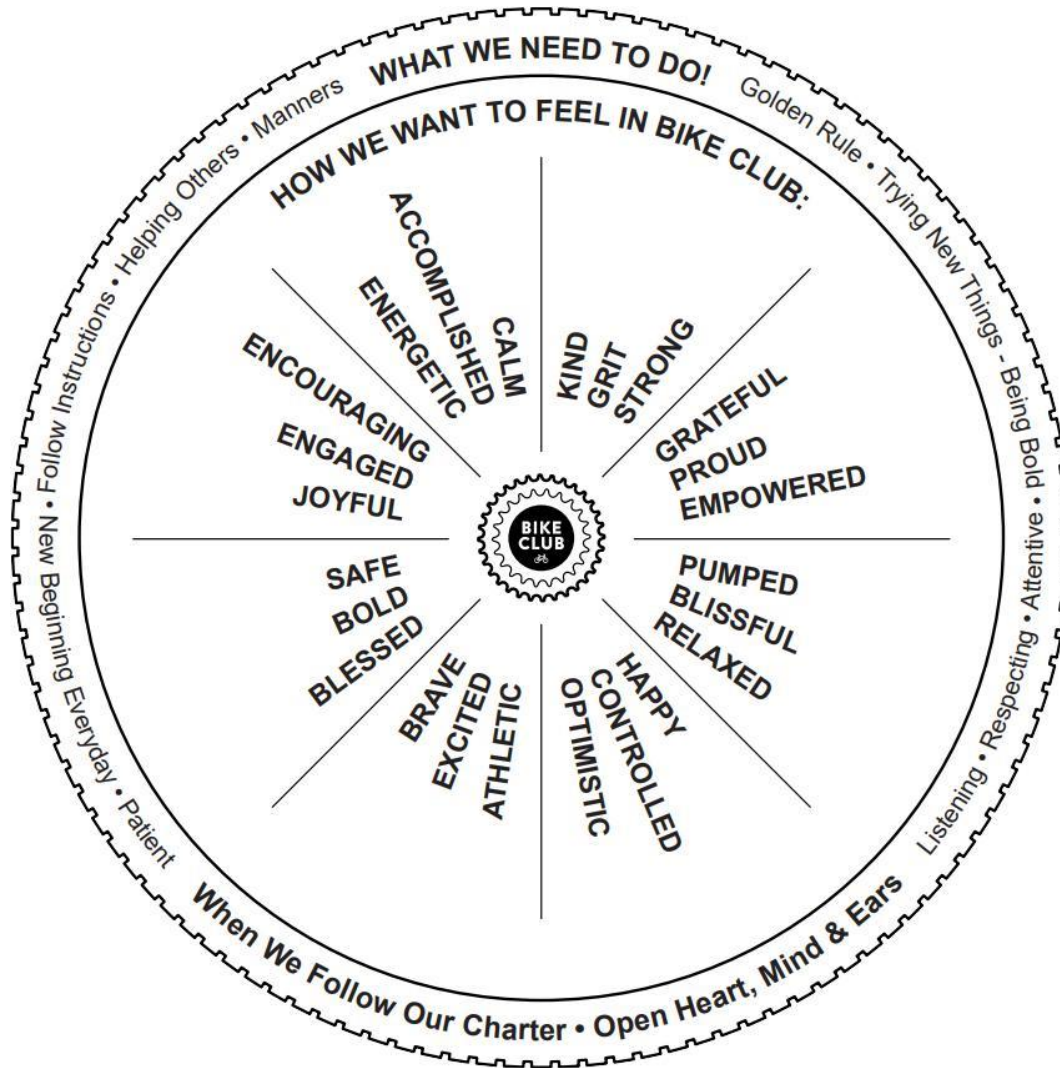 WHAT WE NEED TO DO!
Golden Rule • Trying New Things - Being Bold • Attentive • Respecting • Listening
When We Follow Our Charter • Open Heart, Mind & Ears
Patient • New Beginning Everyday • Follow Instructions • Helping Others • Manners
HOW WE WANT TO FEEL IN BIKE CLUB:
KIND
GRIT
STRONG
GRATEFUL
PROUD
EMPOWERED
PUMPED
BLISSFUL
RELAXED
HAPPY
CONTROLLED
OPTIMISTIC
ATHLETIC
EXCITED
BRAVE
BLESSED
BOLD
SAFE
JOYFUL
ENGAGED
ENCOURAGING
ENERGETIC
ACCOMPLISHED
CALM
BIKE
CLUB